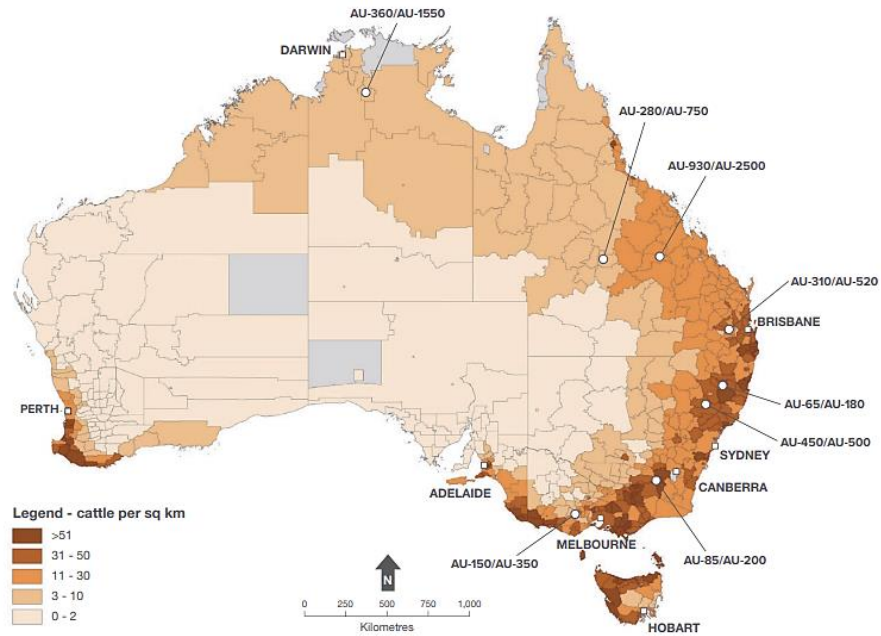 AU-360/AU-1550
DARWIN
AU-280/AU-750
AU-930/AU-2500
AU-310/AU-520
BRISBANE
PERTH
AU-65/AU-180
AU-450/AU-500
SYDNEY
ADELAIDE
CANBERRA
Legend - cattle per sq km
>51
31 - 50
11 - 30
3 - 10
0 - 2
MELBOURNE
AU-150/AU-350
AU-85/AU-200
N
0 250 500 750 1,000
Kilometres
HOBART